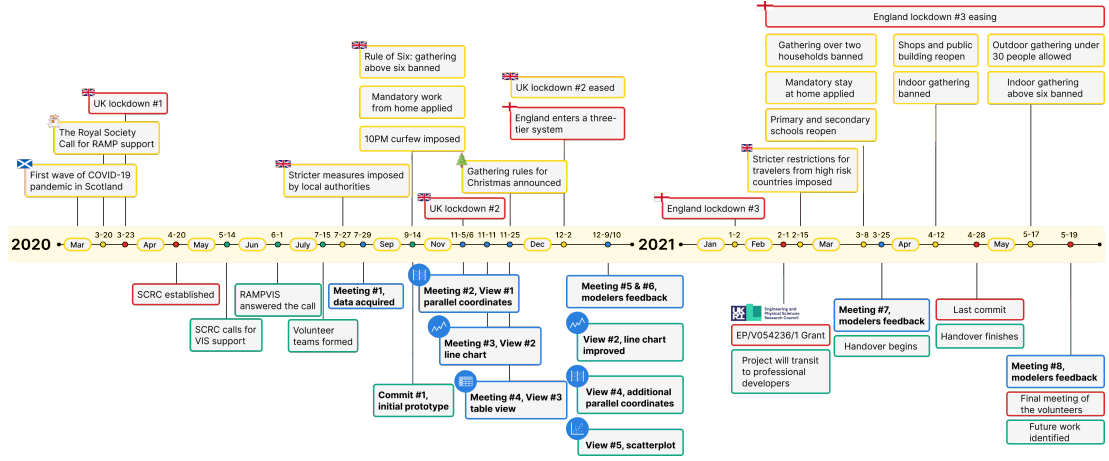 England lockdown #3 easing
Rule of Six: gathering
above six banned
Gathering over two
households banned
Shops and public
building reopen
Outdoor gathering under
30 people allowed
UK lockdown #1
Mandatory work
from home applied
UK lockdown #2 eased
Mandatory stay
at home applied
Indoor gathering
banned
Indoor gathering
above six banned
The Royal Society
Call for RAMP support
10PM curfew imposed
England enters a three-
tier system
Primary and secondary
schools reopen
First wave of COVID-19
pandemic in Scotland
Stricter measures imposed
by local authorities
Gathering rules for
Christmas announced
Stricter restrictions for
travelers from high risk
countries imposed
UK lockdown #2
England lockdown #3
3-20 3-23 4-20 5-14 6-1 7-15 7-27 7-29 9-14 11-5/6 11-11 11-25 12-2 12-9/10 1-2 2-1 2-15 3-8 3-25 4-12 4-28 5-17 5-19
2020 Mar Apr May Jun July Sep Nov Dec 2021 Jan Feb Mar Apr May
SCRC established
RAMPVIS
answered the call
Meeting #1,
data acquired
Meeting #2, View #1
parallel coordinates
Meeting #5 & #6,
modelers feedback
UKRI
Engineering and
Physical Sciences
Research Council
Meeting #7,
modelers feedback
Last commit
SCRC calls for
VIS support
Volunteer
teams formed
Meeting #3, View #2
line chart
View #2, line chart
improved
EP/V054236/1 Grant
Handover begins
Handover finishes
Project will transit
to professional
developers
Meeting #8,
modelers feedback
Commit #1,
initial prototype
Meeting #4, View #3
table view
View #4, additional
parallel coordinates
Final meeting of
the volunteers
View #5, scatterplot
Future work
identified